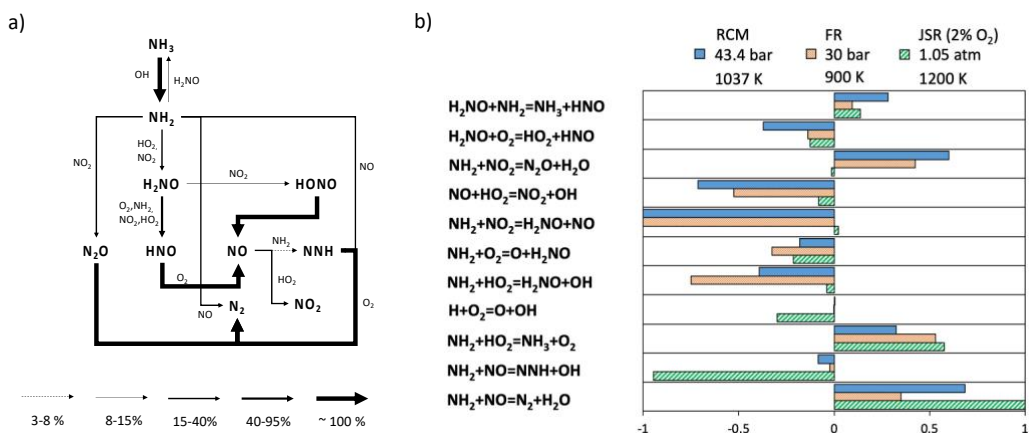 a)
NH₃
OH
H₂NO
NH₂
NO₂
HO₂,
NO₂
NO
H₂NO
NO₂
HONO
O₂,NH₂,
NO₂,HO₂
N₂O
HNO
NO
NH₂
NNH
O₂
HO₂
O₂
NO
N₂
NO₂
3-8 %
8-15%
15-40%
40-95%
~ 100 %
b)
RCM
FR
JSR (2% O₂)
43.4 bar
30 bar
1.05 atm
1037 K
900 K
1200 K
H₂NO+NH₂=NH₃+HNO
H₂NO+O₂=HO₂+HNO
NH₂+NO₂=N₂O+H₂O
NO+HO₂=NO₂+OH
NH₂+NO₂=H₂NO+NO
NH₂+O₂=O+H₂NO
NH₂+HO₂=H₂NO+OH
H+O₂=O+OH
NH₂+HO₂=NH₃+O₂
NH₂+NO=NNH+OH
NH₂+NO=N₂+H₂O
-1
-0.5
0
0.5
1